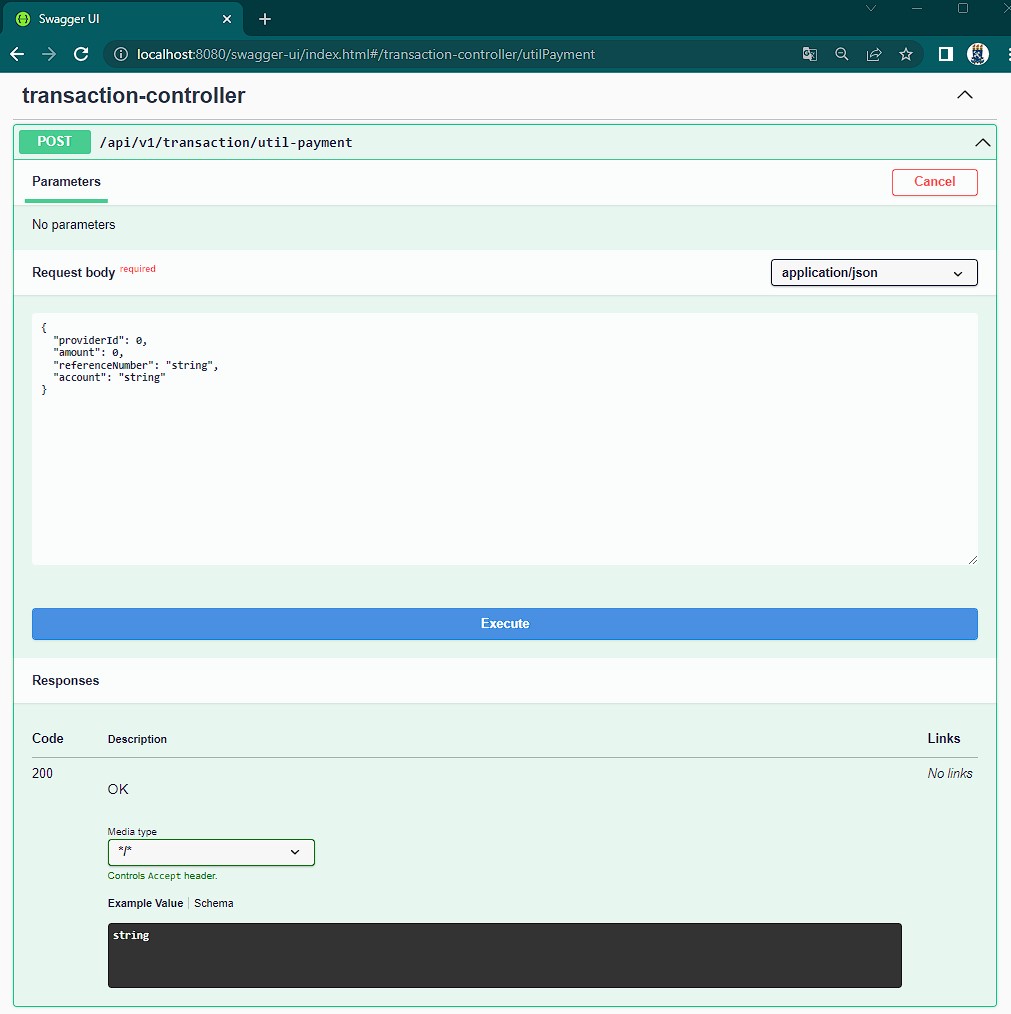 Swagger UI
localhost:8080/swagger-ui/index.html#/transaction-controller/utilPayment
transaction-controller
POST /api/v1/transaction/util-payment
Parameters Cancel
No parameters
Request body required application/json
{
"providerId": 0,
"amount": 0,
"referenceNumber": "string",
"account": "string"
}
Execute
Responses
Code Description Links
200 No links
OK
Media type
*/*
Controls Accept header.
Example Value Schema
string